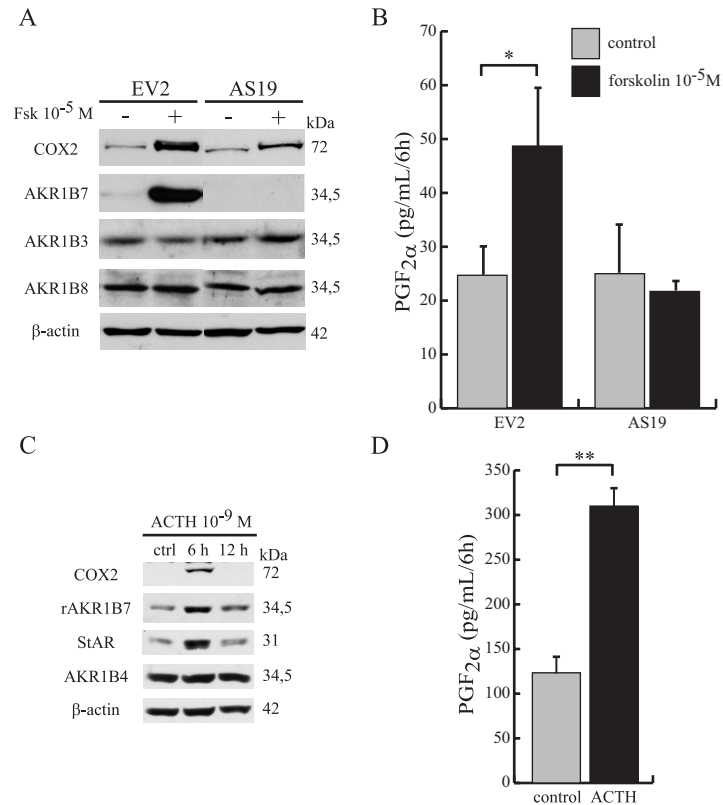 A
EV2 AS19
Fsk 10⁻⁵ M - + - + kDa
COX2 72
AKR1B7 34,5
AKR1B3 34,5
AKR1B8 34,5
β-actin 42
B
control
forskolin 10⁻⁵M
*
PGF2α (pg/mL/6h)
70
60
50
40
30
20
10
0
EV2 AS19
C
ACTH 10⁻⁹ M
ctrl 6 h 12 h kDa
COX2 72
rAKR1B7 34,5
StAR 31
AKR1B4 34,5
β-actin 42
D
**
PGF2α (pg/mL/6h)
350
300
250
200
150
100
50
0
control ACTH